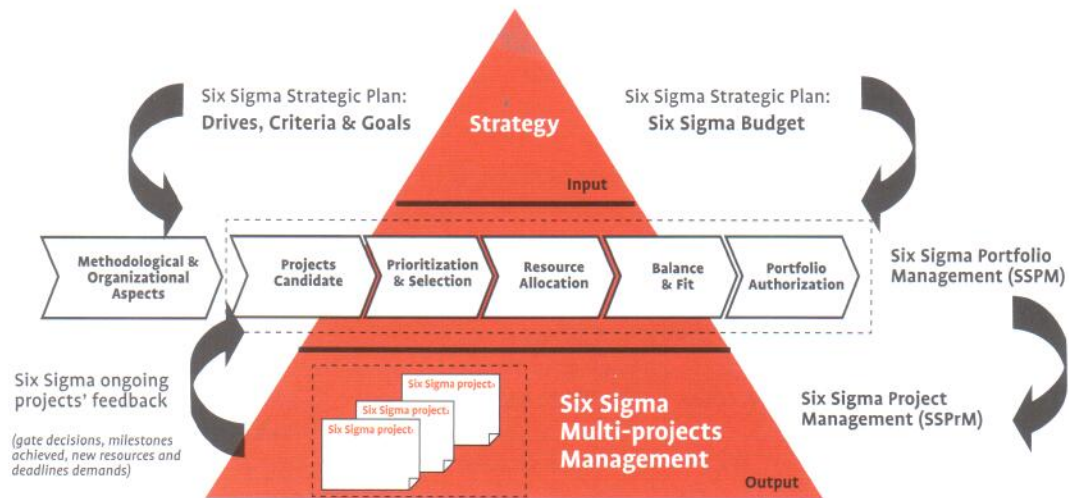 Six Sigma Strategic Plan:
Drives, Criteria & Goals
Strategy
Six Sigma Strategic Plan:
Six Sigma Budget
Input
Methodological &
Organizational
Aspects
Projects
Candidate
Prioritization
& Selection
Resource
Allocation
Balance
& Fit
Portfolio
Authorization
Six Sigma Portfolio
Management (SSPM)
Six Sigma ongoing
projects' feedback
(gate decisions, milestones
achieved, new resources and
deadlines demands)
Six Sigma project
Six Sigma project
Six Sigma project
Six Sigma
Multi-projects
Management
Six Sigma Project
Management (SSPrM)
Output